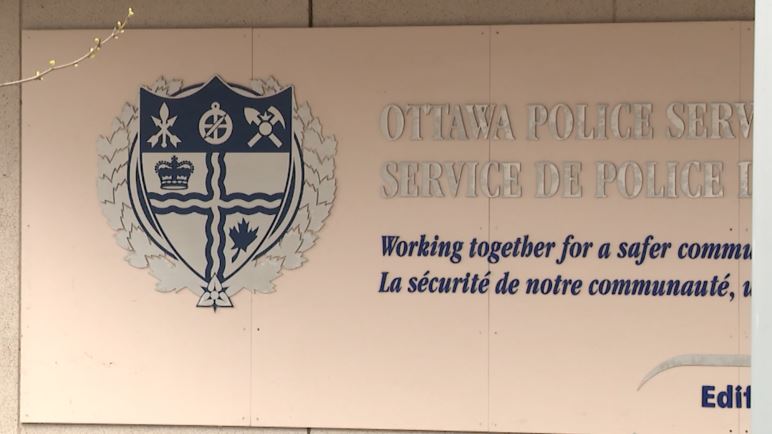 OTTAWA POLICE SERV
SERVICE DE POLICE
Working together for a safer commu
La sécurité de notre communauté, u
Edif